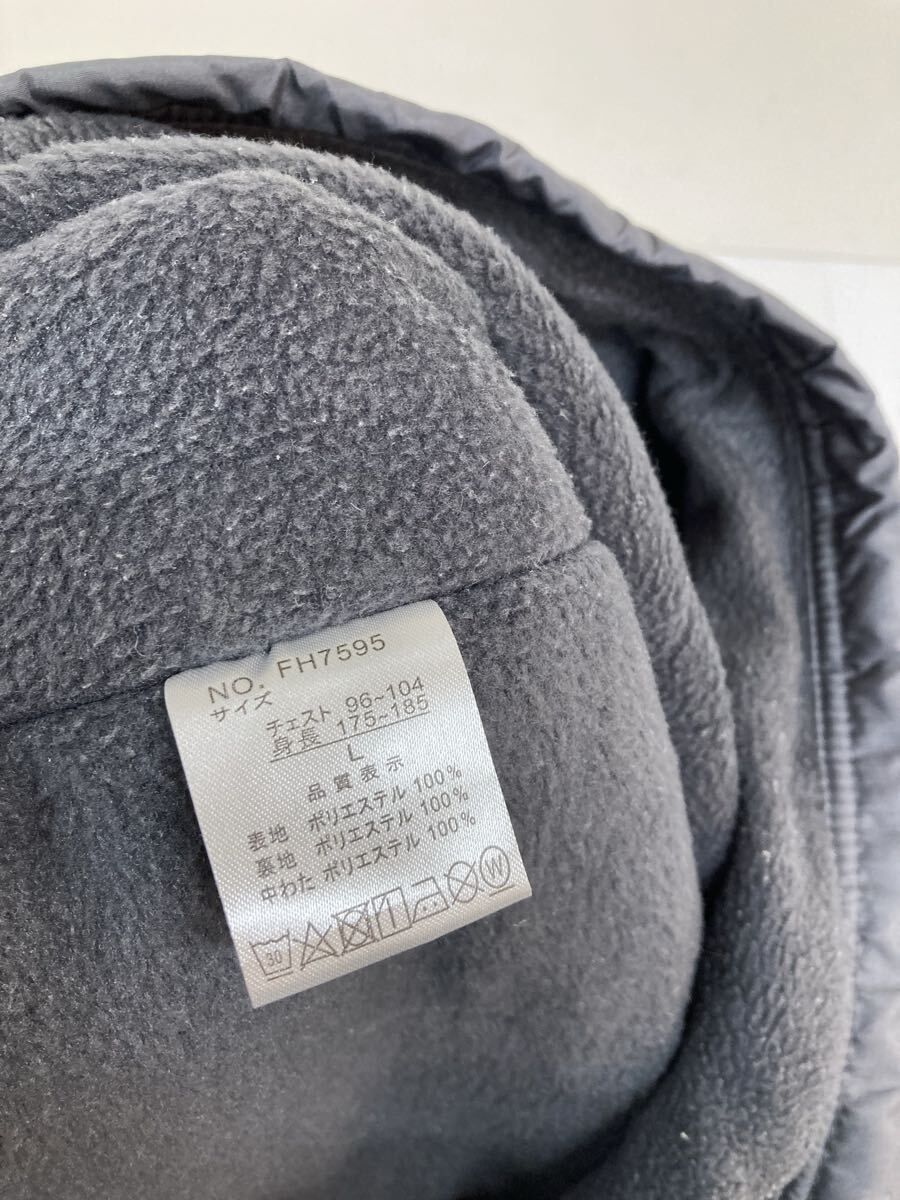 NO. FH7595
サイズ
チェスト 96~104
身長 175~185
L
品質表示
表地 ポリエステル 100%
裏地 ポリエステル 100%
中わた ポリエステル 100%
30 W